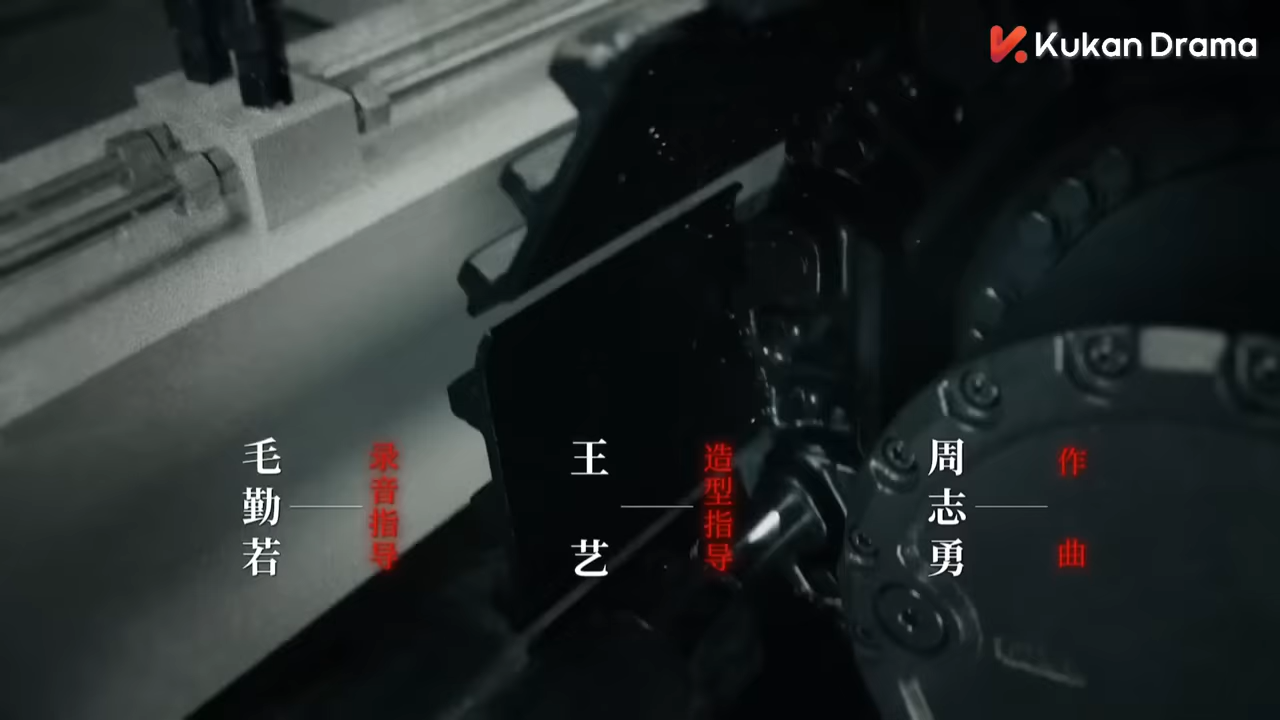 Kukan Drama
作曲
周志勇
造型指导
王艺
录音指导
毛勤若